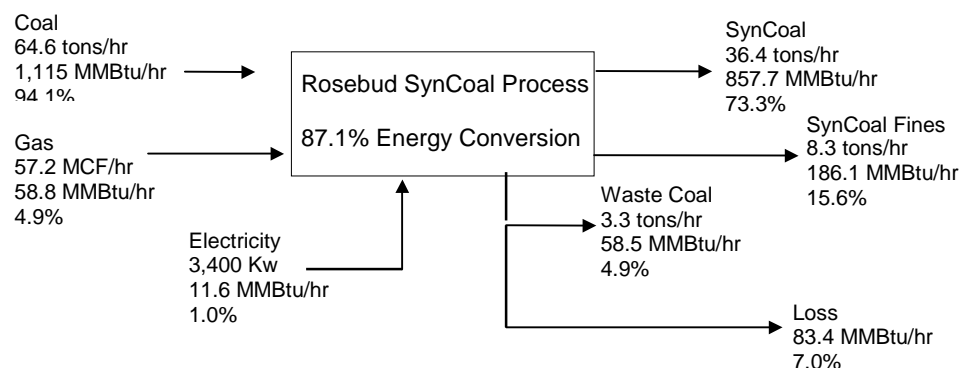 Coal
64.6 tons/hr
1,115 MMBtu/hr
94.1%
Gas
57.2 MCF/hr
58.8 MMBtu/hr
4.9%
Electricity
3,400 Kw
11.6 MMBtu/hr
1.0%
Rosebud SynCoal Process
87.1% Energy Conversion
SynCoal
36.4 tons/hr
857.7 MMBtu/hr
73.3%
SynCoal Fines
8.3 tons/hr
186.1 MMBtu/hr
15.6%
Waste Coal
3.3 tons/hr
58.5 MMBtu/hr
4.9%
Loss
83.4 MMBtu/hr
7.0%